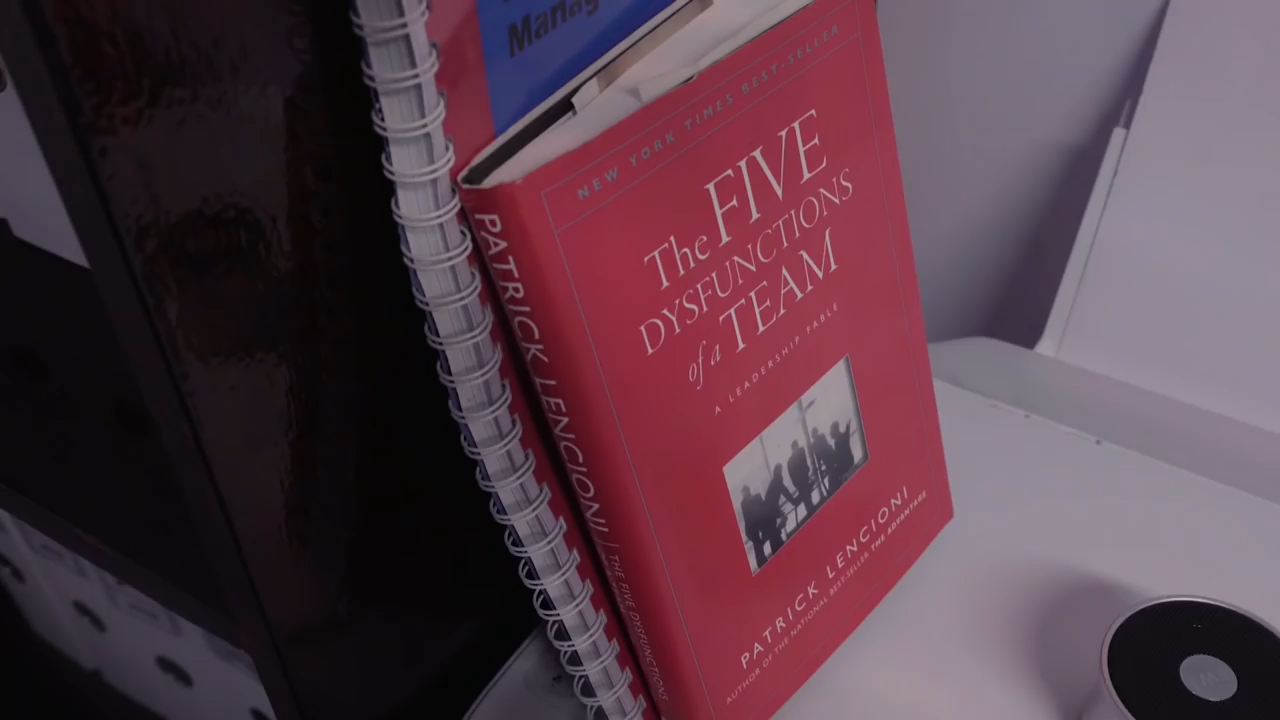 Manag
NEW YORK TIMES BEST-SELLER
The FIVE
DYSFUNCTIONS
of a TEAM
A LEADERSHIP FABLE
PATRICK LENCIONI
AUTHOR OF THE NATIONAL BEST-SELLER THE ADVANTAGE
PATRICK LENCIONI | THE FIVE DYSFUNCTIONS